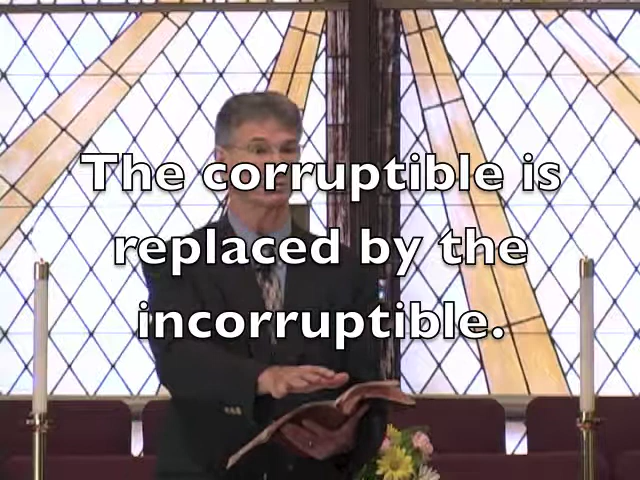 The corruptible is
replaced by the
incorruptible.